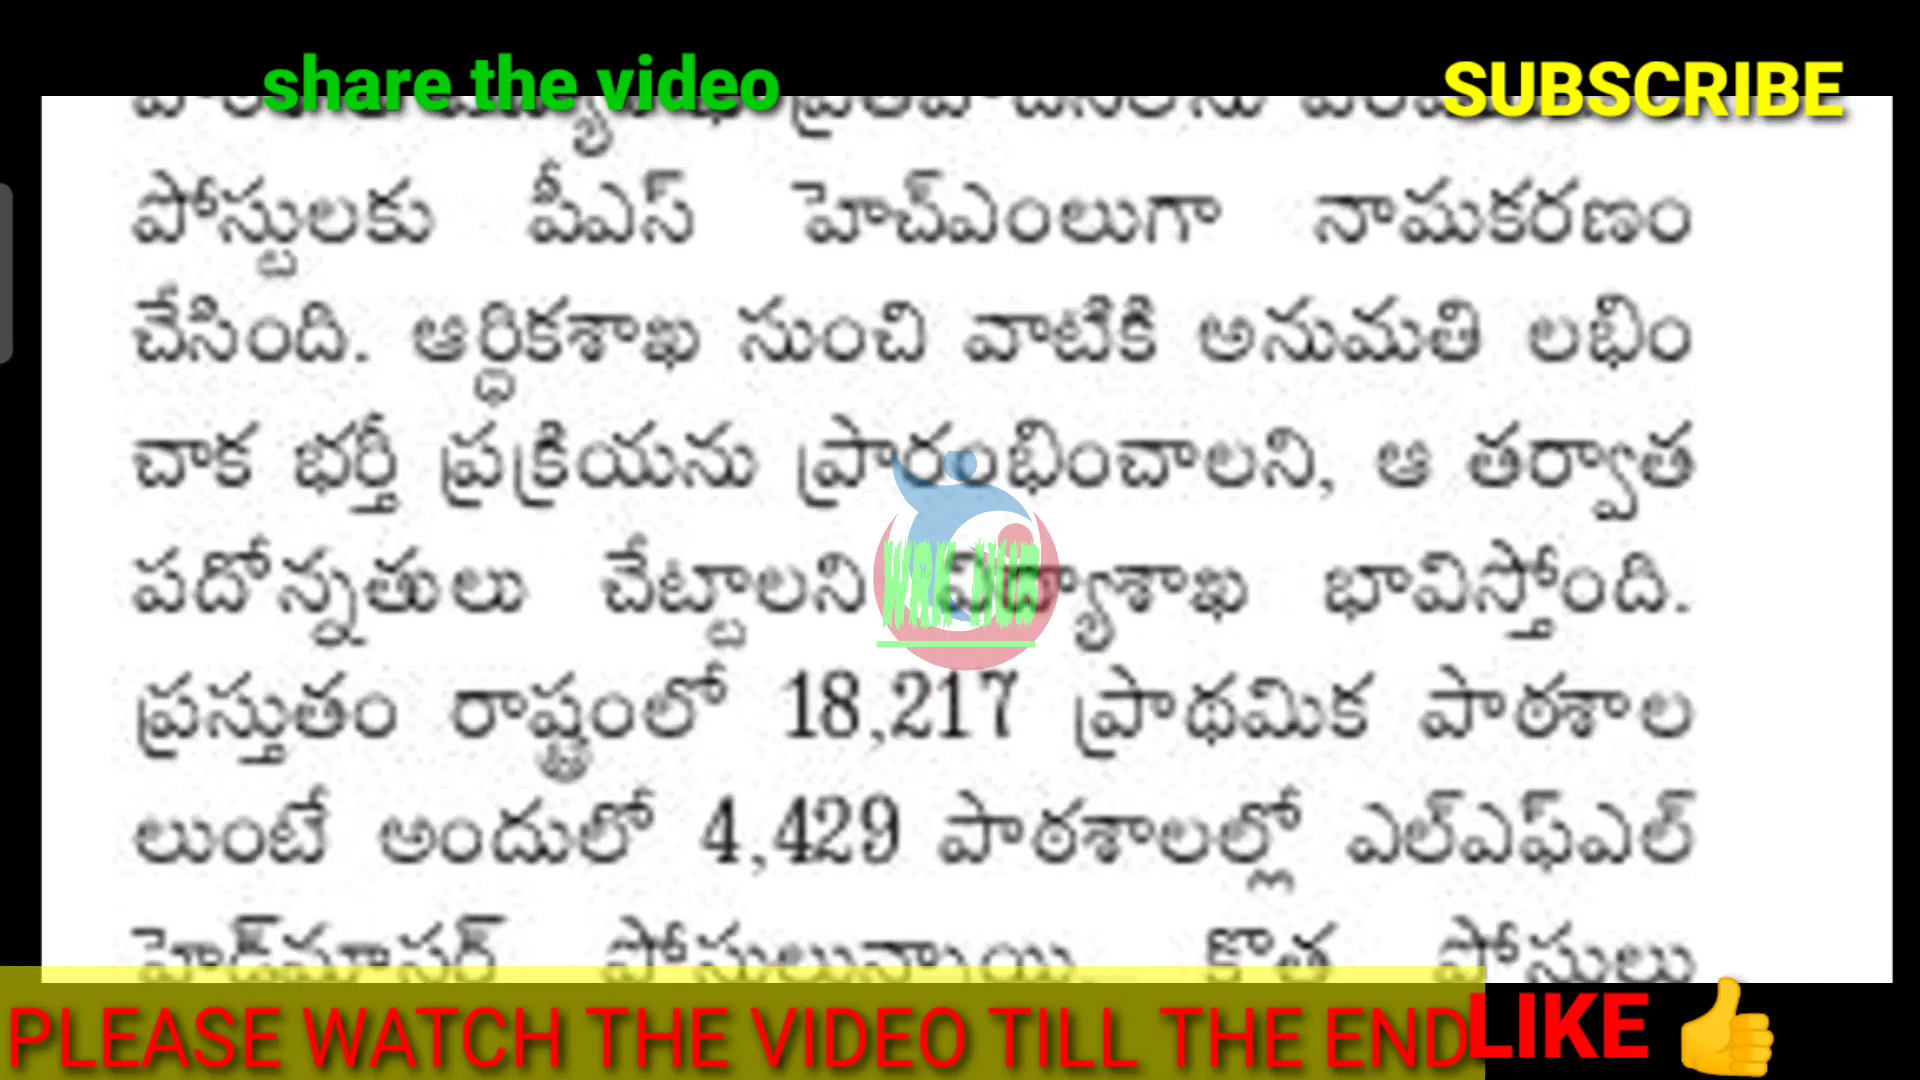 share the video
SUBSCRIBE
పోస్టులకు పీఎస్ హెచ్ఎంలుగా నామకరణం
చేసింది. ఆర్థికశాఖ నుంచి వాటికి అనుమతి లభిం
చాక భర్తీ ప్రక్రియను ప్రారంభించాలని, ఆ తర్వాత
పదోన్నతులు చేట్టాలని విద్యాశాఖ భావిస్తోంది.
ప్రస్తుతం రాష్ట్రంలో 18,217 ప్రాథమిక పాఠశాల
లుంటే అందులో 4,429 పాఠశాలల్లో ఎల్ఎఫ్ఎల్
హెడ్‌మాస్టర్ పోస్టులున్నాయి. కొత్త పోస్టులు
PLEASE WATCH THE VIDEO TILL THE END
LIKE